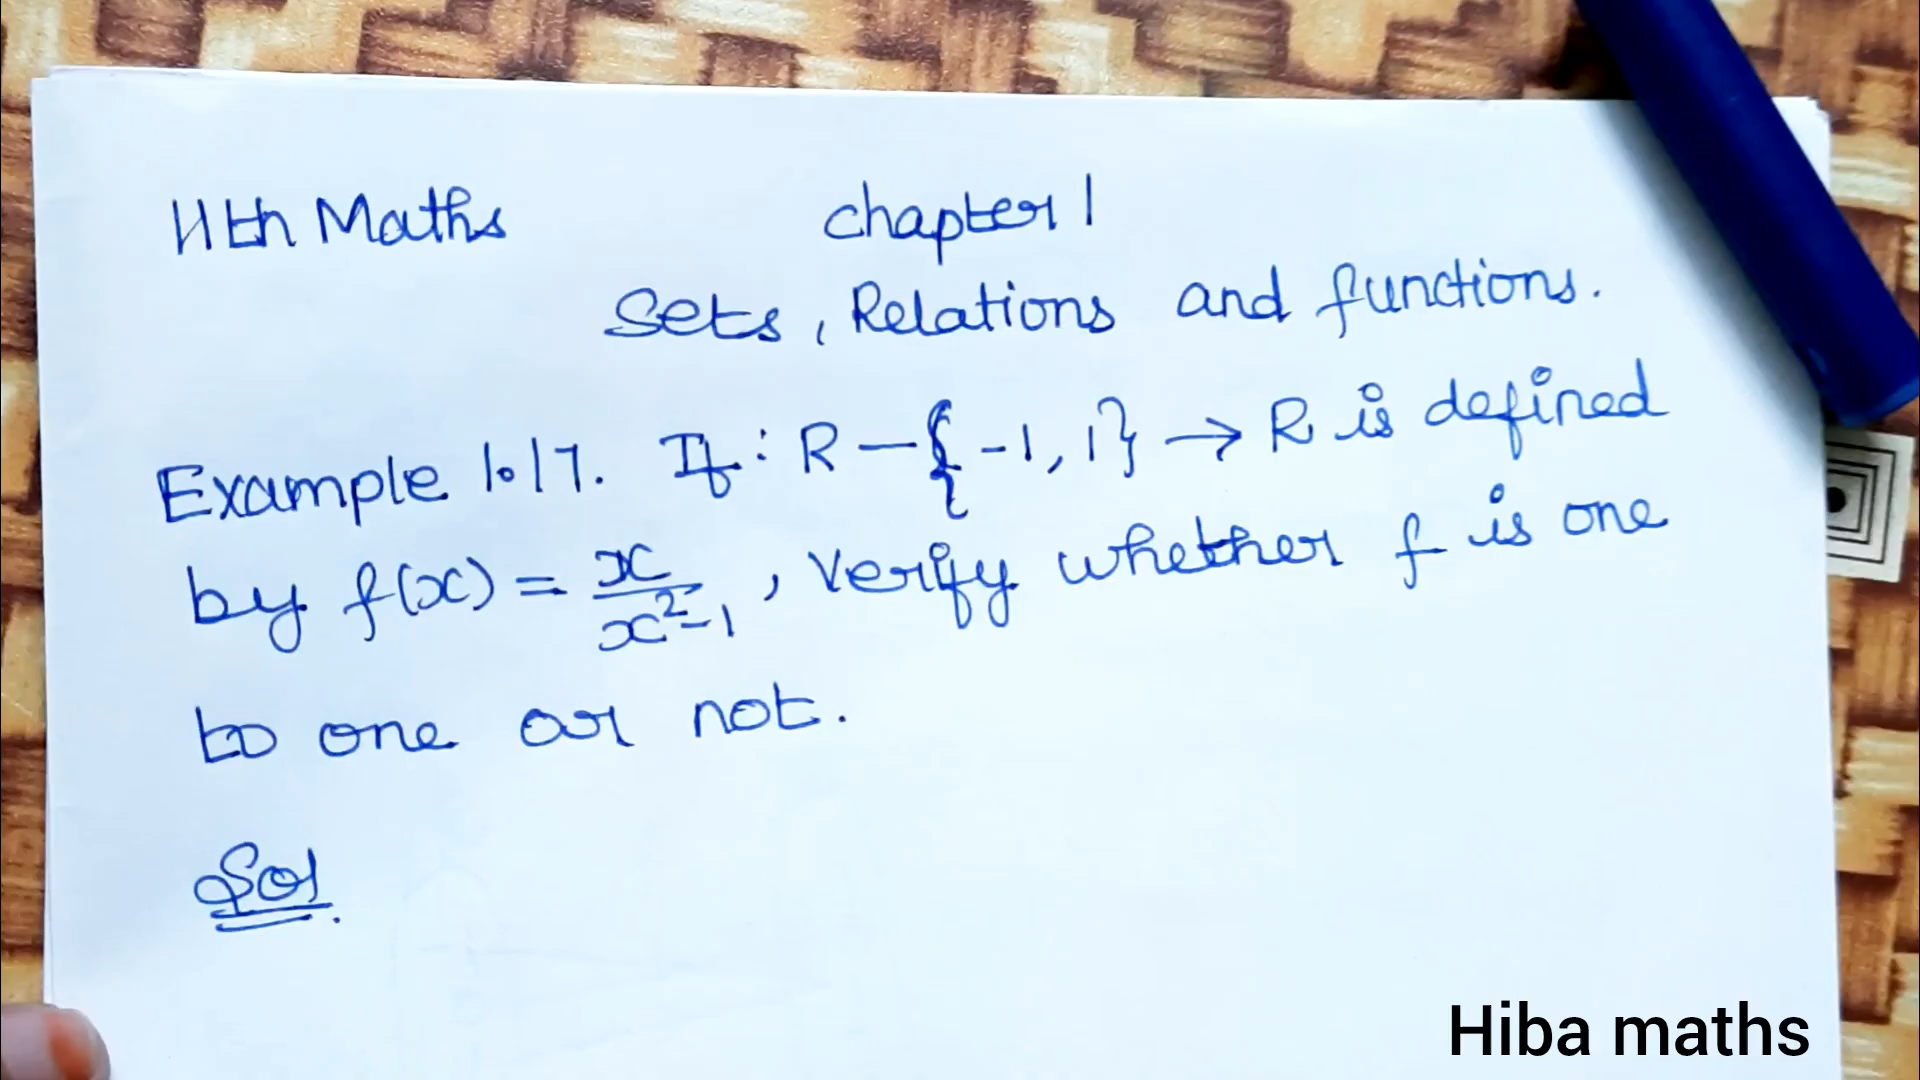 11th Maths chapter 1
Sets, Relations and functions.
Example 1.17. If : R - { -1, 1} → R is defined
by f(x) = x/x²-1 , Verify whether f is one
to one or not.
Sol.
Hiba maths